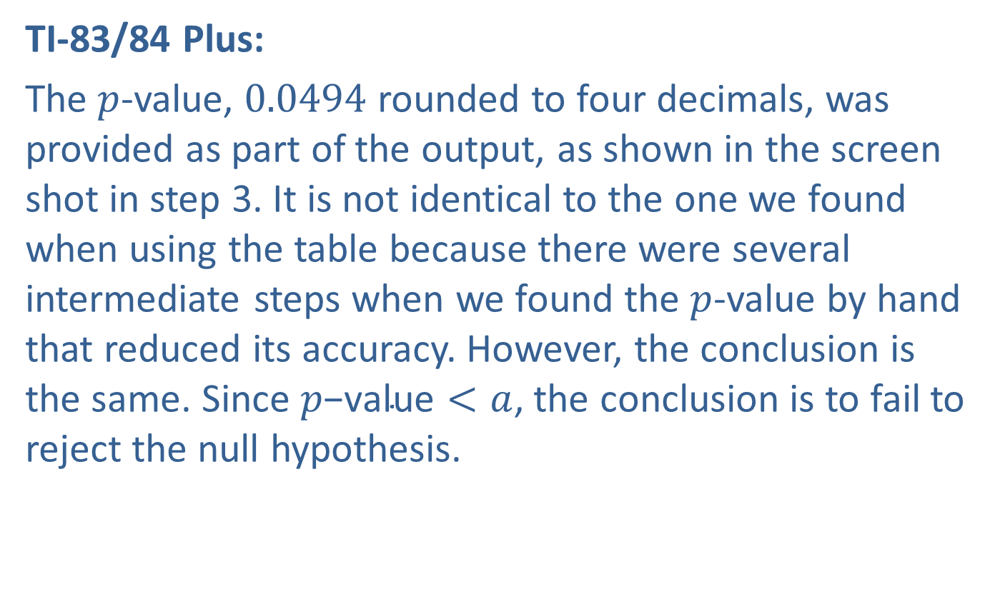 TI-83/84 Plus:
The p-value, 0.0494 rounded to four decimals, was
provided as part of the output, as shown in the screen
shot in step 3. It is not identical to the one we found
when using the table because there were several
intermediate steps when we found the p-value by hand
that reduced its accuracy. However, the conclusion is
the same. Since p−value < a, the conclusion is to fail to
reject the null hypothesis.